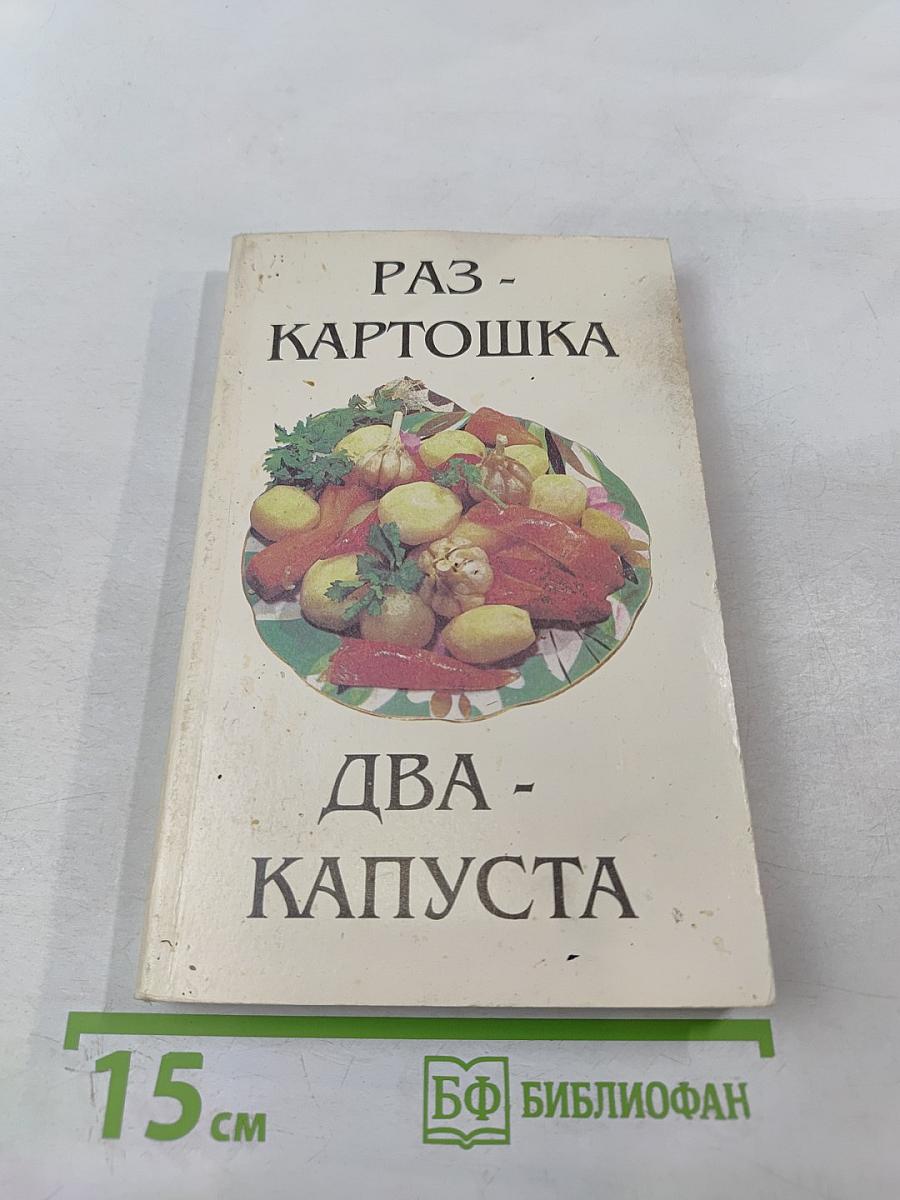 РАЗ -
КАРТОШКА
ДВА -
КАПУСТА
15 см
БФ БИБЛИОФАН